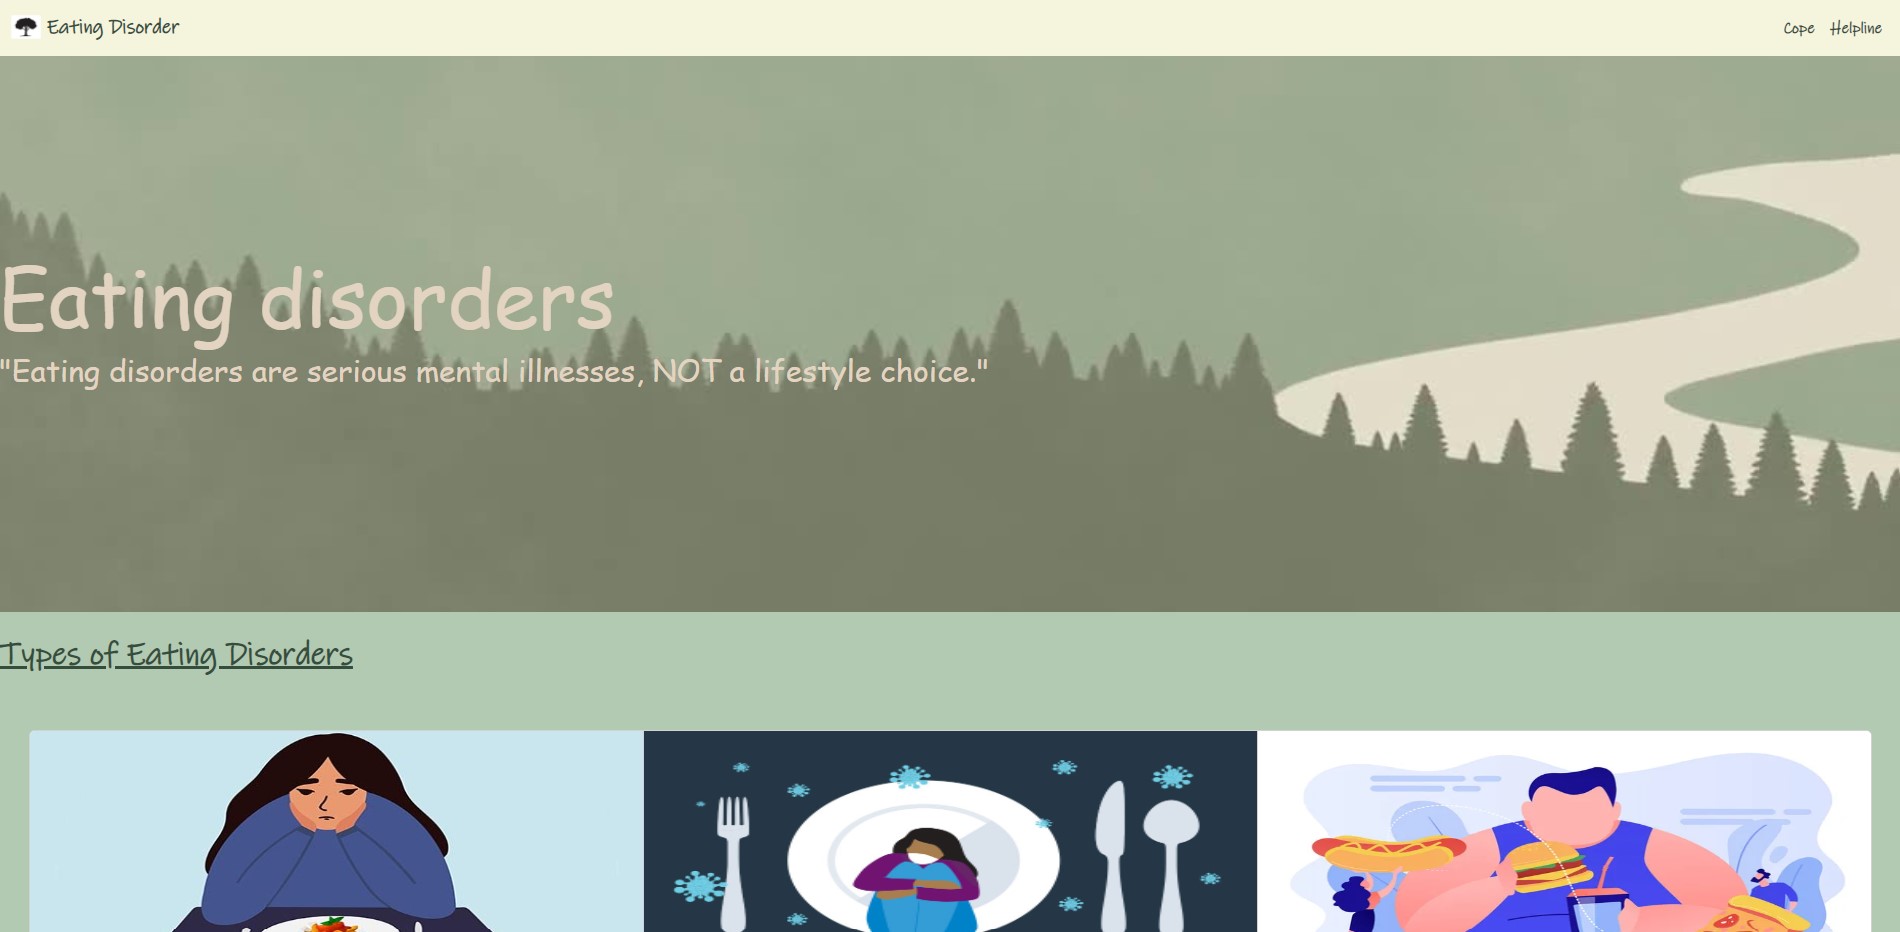 Eating Disorder
Cope
Helpline
Eating disorders
"Eating disorders are serious mental illnesses, NOT a lifestyle choice."
Types of Eating Disorders